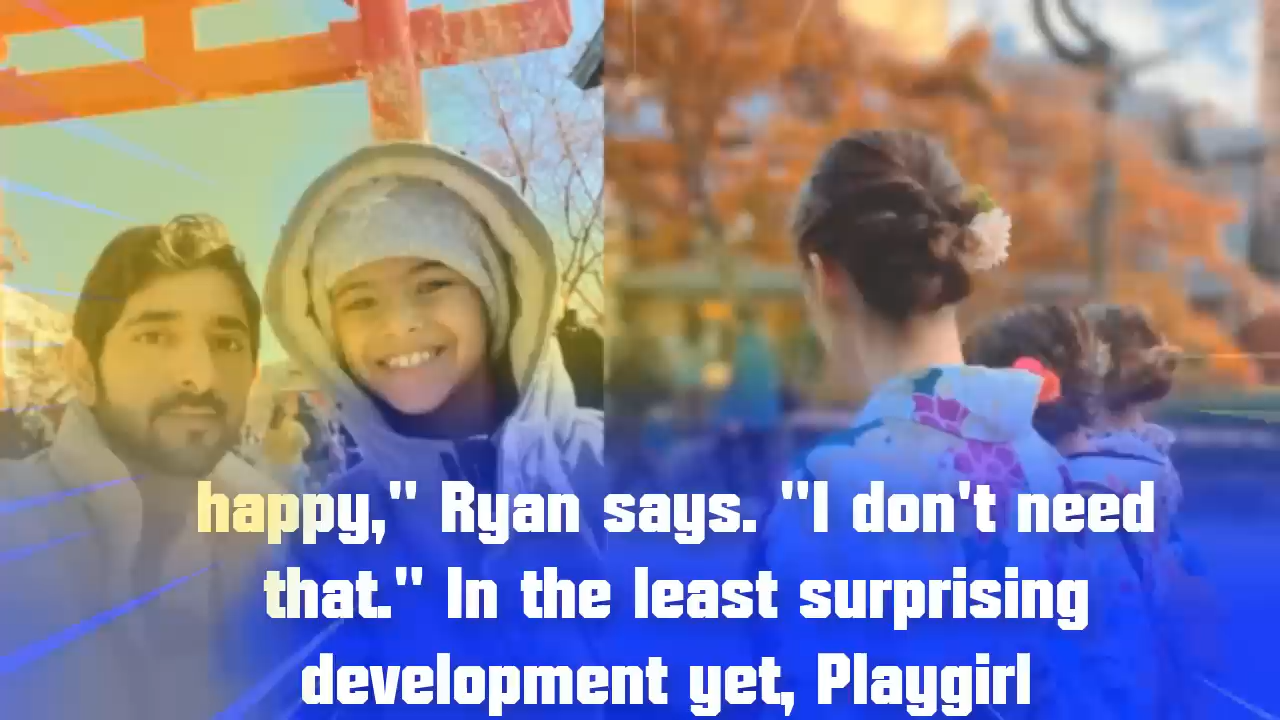 happy," Ryan says. "I don't need
that." In the least surprising
development yet, Playgirl